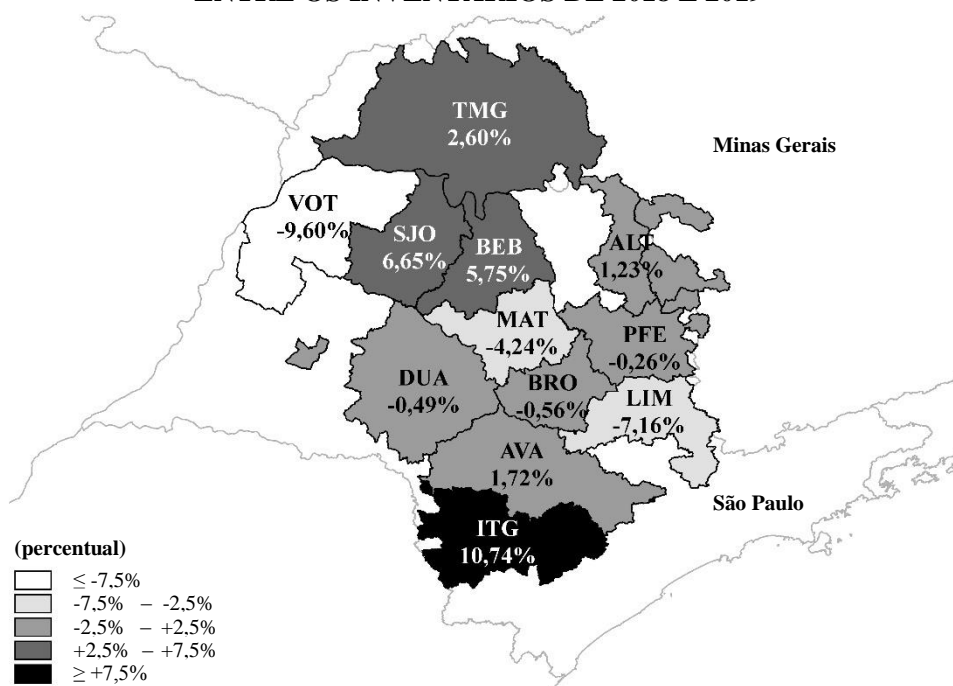 TMG
2,60%
Minas Gerais
VOT
-9,60%
SJO
6,65%
BEB
5,75%
ALT
1,23%
MAT
-4,24%
PFE
-0,26%
DUA
-0,49%
BRO
-0,56%
LIM
-7,16%
AVA
1,72%
São Paulo
ITG
10,74%
(percentual)
≤ -7,5%
-7,5% – -2,5%
-2,5% – +2,5%
+2,5% – +7,5%
≥ +7,5%